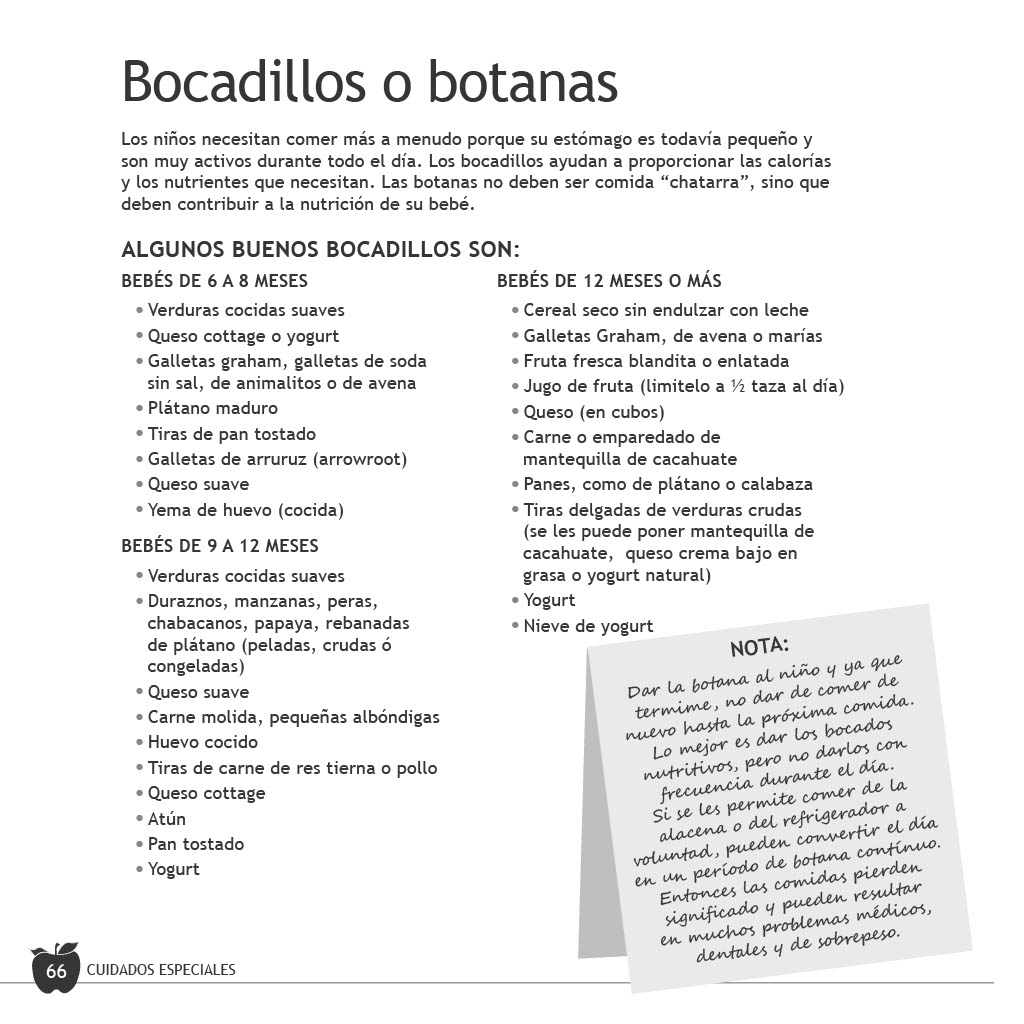 Bocadillos o botanas
Los niños necesitan comer más a menudo porque su estómago es todavía pequeño y
son muy activos durante todo el día. Los bocadillos ayudan a proporcionar las calorías
y los nutrientes que necesitan. Las botanas no deben ser comida “chatarra”, sino que
deben contribuir a la nutrición de su bebé.
ALGUNOS BUENOS BOCADILLOS SON:
BEBÉS DE 6 A 8 MESES
• Verduras cocidas suaves
• Queso cottage o yogurt
• Galletas graham, galletas de soda
sin sal, de animalitos o de avena
• Plátano maduro
• Tiras de pan tostado
• Galletas de arruruz (arrowroot)
• Queso suave
• Yema de huevo (cocida)
BEBÉS DE 9 A 12 MESES
• Verduras cocidas suaves
• Duraznos, manzanas, peras,
chabacanos, papaya, rebanadas
de plátano (peladas, crudas ó
congeladas)
• Queso suave
• Carne molida, pequeñas albóndigas
• Huevo cocido
• Tiras de carne de res tierna o pollo
• Queso cottage
• Atún
• Pan tostado
• Yogurt
BEBÉS DE 12 MESES O MÁS
• Cereal seco sin endulzar con leche
• Galletas Graham, de avena o marías
• Fruta fresca blandita o enlatada
• Jugo de fruta (limitelo a ½ taza al día)
• Queso (en cubos)
• Carne o emparedado de
mantequilla de cacahuate
• Panes, como de plátano o calabaza
• Tiras delgadas de verduras crudas
(se les puede poner mantequilla de
cacahuate, queso crema bajo en
grasa o yogurt natural)
• Yogurt
• Nieve de yogurt
NOTA:
Dar la botana al niño y ya que
termime, no dar de comer de
nuevo hasta la próxima comida.
Lo mejor es dar los bocados
nutritivos, pero no darlos con
frecuencia durante el día.
Si se les permite comer de la
alacena o del refrigerador a
voluntad, pueden convertir el día
en un período de botana contínuo.
Entonces las comidas pierden
significado y pueden resultar
en muchos problemas médicos,
dentales y de sobrepeso.
66 CUIDADOS ESPECIALES